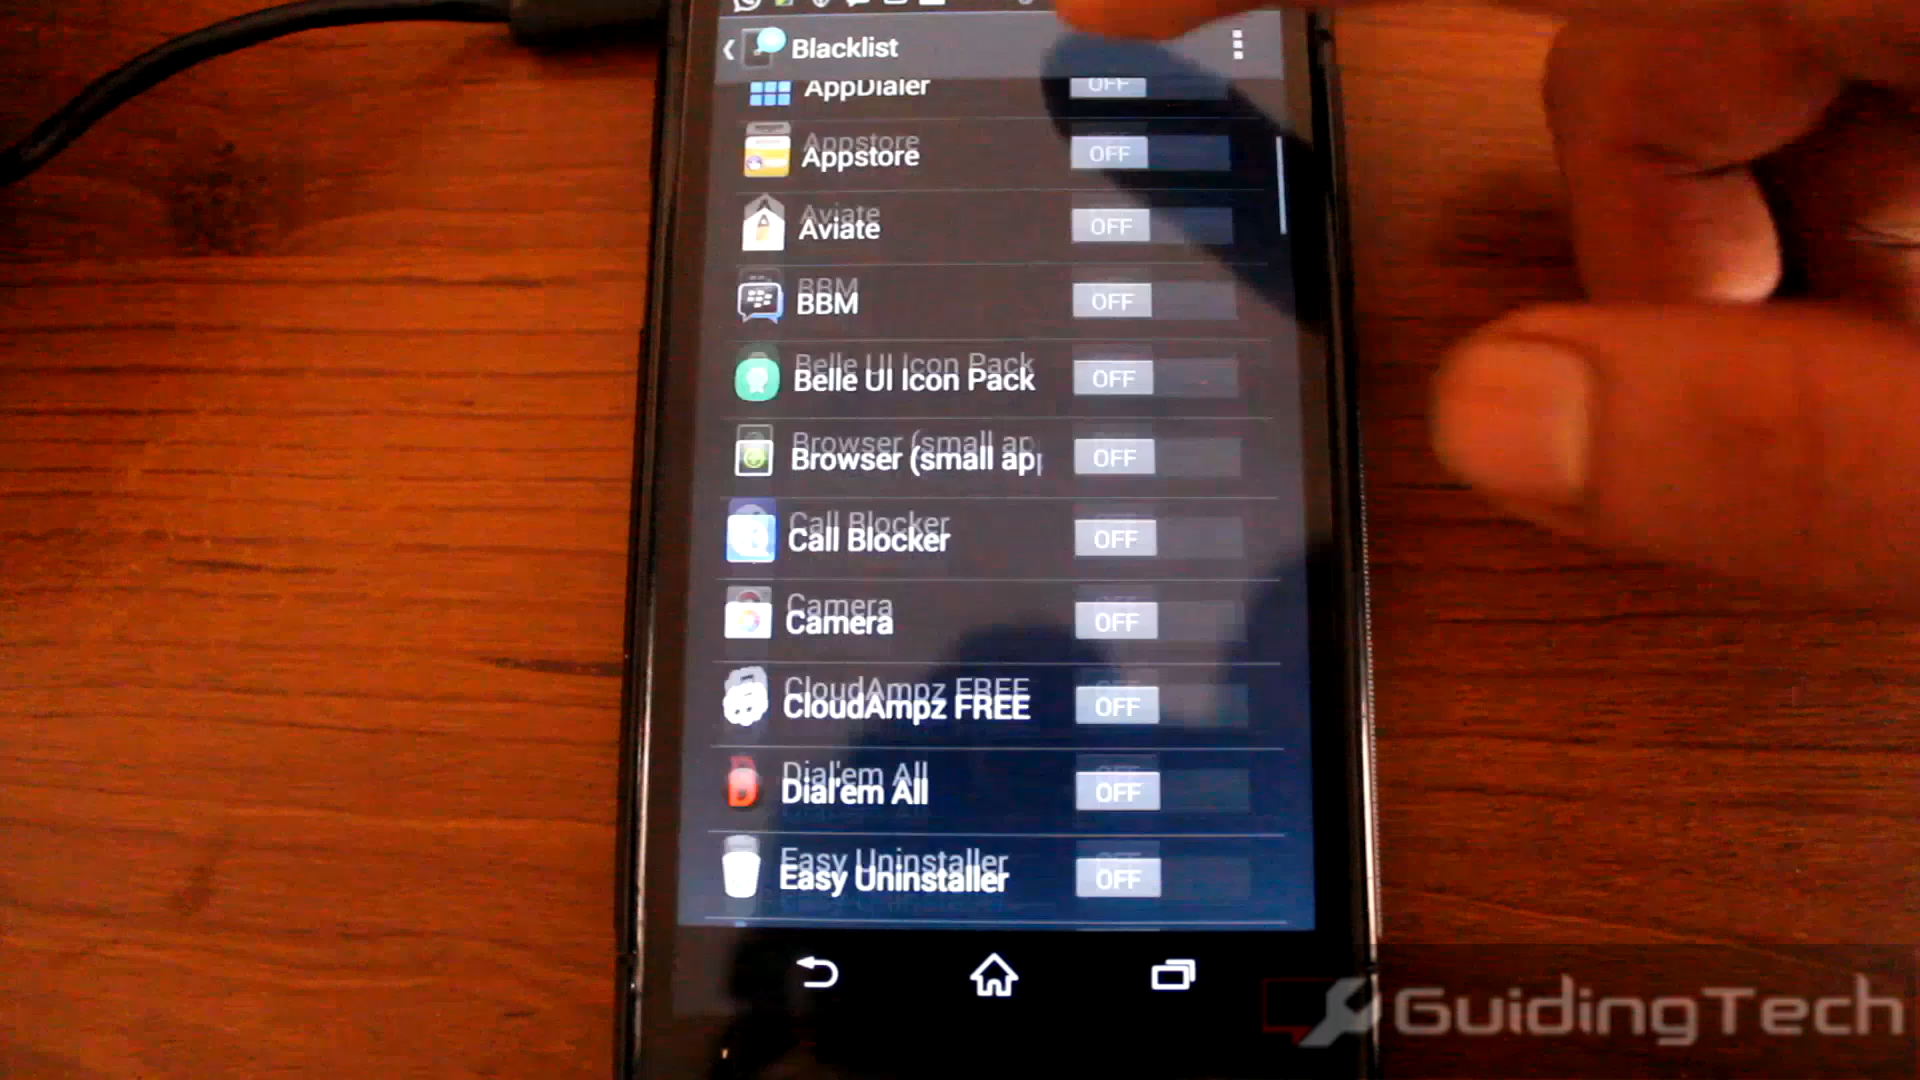 Blacklist
AppDialer OFF
Appstore OFF
Aviate OFF
BBM OFF
Belle UI Icon Pack OFF
Browser (small ap OFF
Call Blocker OFF
Camera OFF
CloudAmpz FREE OFF
Dial'em All OFF
Easy Uninstaller OFF
GuidingTech